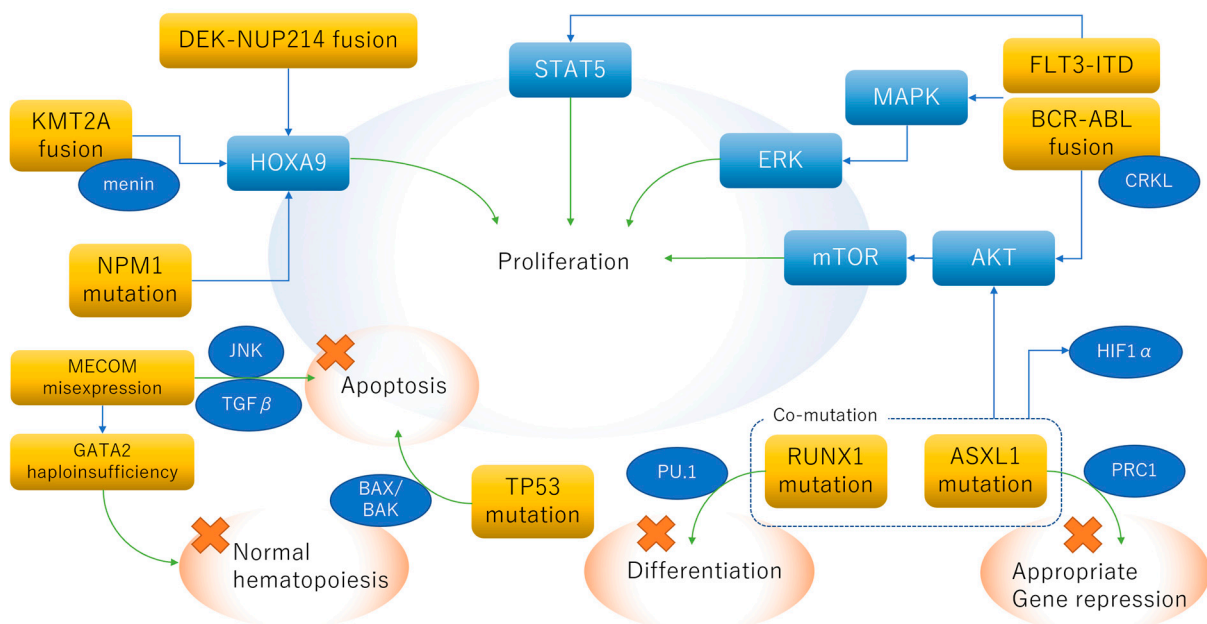 DEK-NUP214 fusion
STAT5
FLT3-ITD
MAPK
KMT2A
fusion
menin
HOXA9
BCR-ABL
fusion
CRKL
ERK
NPM1
mutation
Proliferation
mTOR
AKT
MECOM
misexpression
JNK
TGF β
Apoptosis
HIF1 α
GATA2
haploinsufficiency
Co-mutation
PU.1
RUNX1
mutation
ASXL1
mutation
PRC1
BAX/
BAK
TP53
mutation
Normal
hematopoiesis
Differentiation
Appropriate
Gene repression